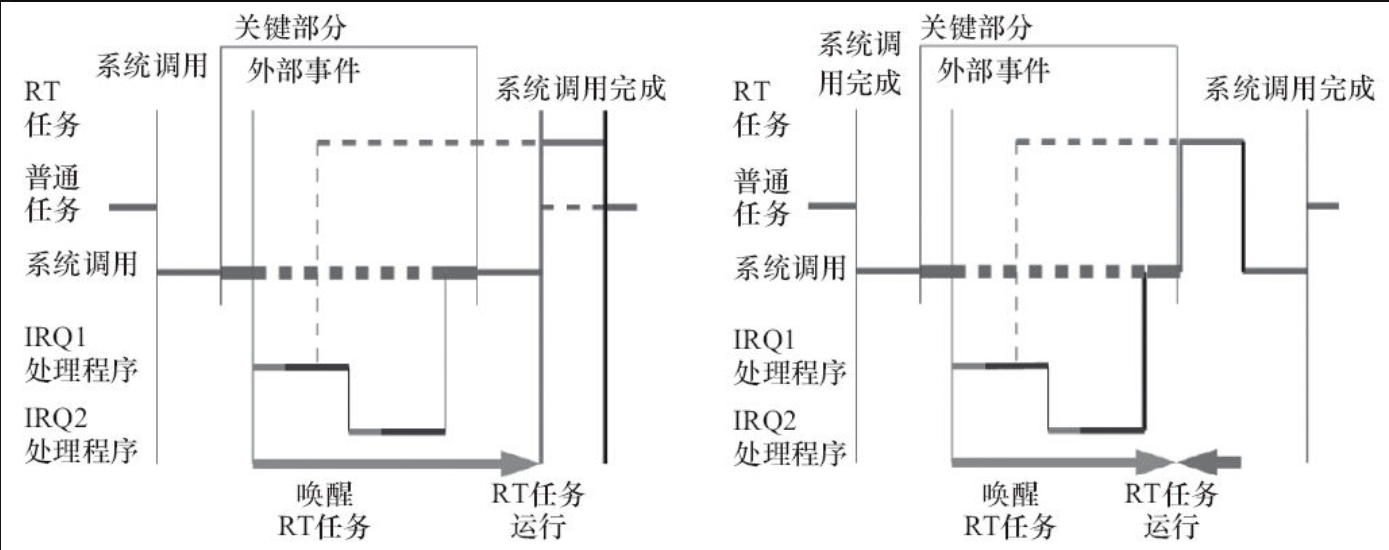 关键部分
系统调用
外部事件
系统调用完成
RT
任务
普通
任务
系统调用
IRQ1
处理程序
IRQ2
处理程序
唤醒
RT任务
RT任务
运行
关键部分
系统调
用完成
外部事件
系统调用完成
RT
任务
普通
任务
系统调用
IRQ1
处理程序
IRQ2
处理程序
唤醒
RT任务
RT任务
运行